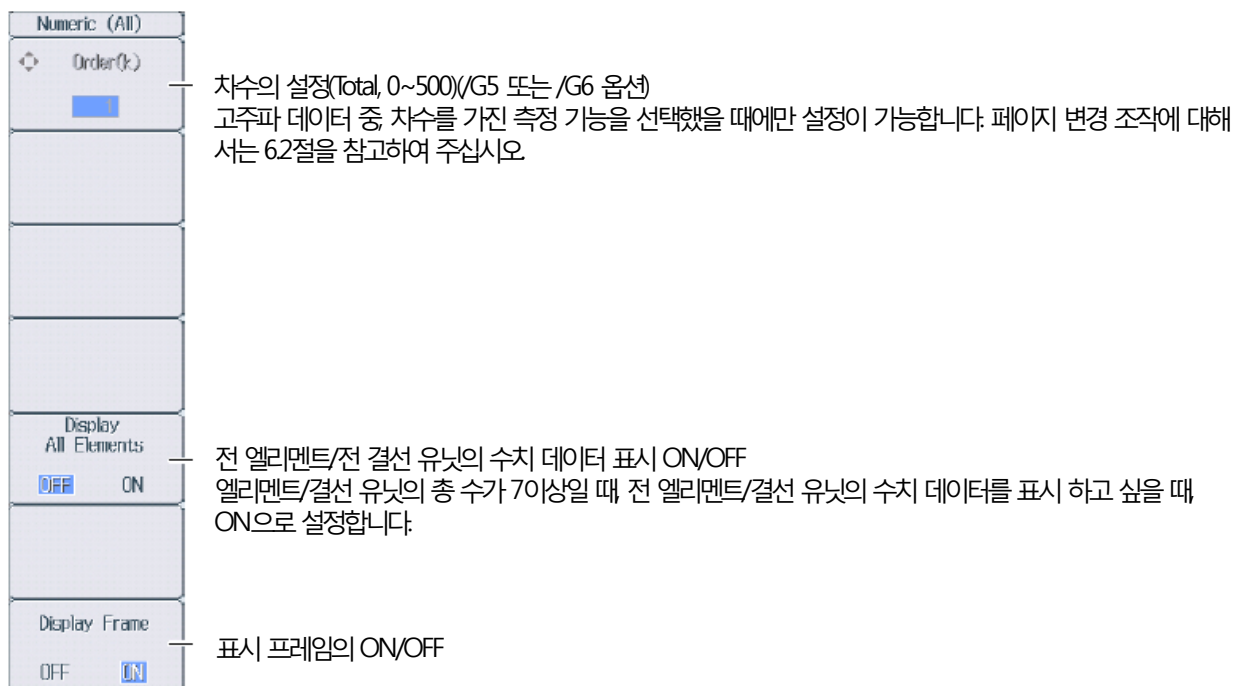 Numeric (All)
Order(k)
1
차수의 설정(Total, 0~500)(/G5 또는 /G6 옵션)
고주파 데이터 중, 차수를 가진 측정 기능을 선택했을 때에만 설정이 가능합니다. 페이지 변경 조작에 대해
서는 6.2절을 참고하여 주십시오.
Display
All Elements
OFF ON
전 엘리멘트/전 결선 유닛의 수치 데이터 표시 ON/OFF
엘리멘트/결선 유닛의 총 수가 7이상일 때, 전 엘리멘트/결선 유닛의 수치 데이터를 표시 하고 싶을 때,
ON으로 설정합니다.
Display Frame
OFF ON
표시 프레임의 ON/OFF